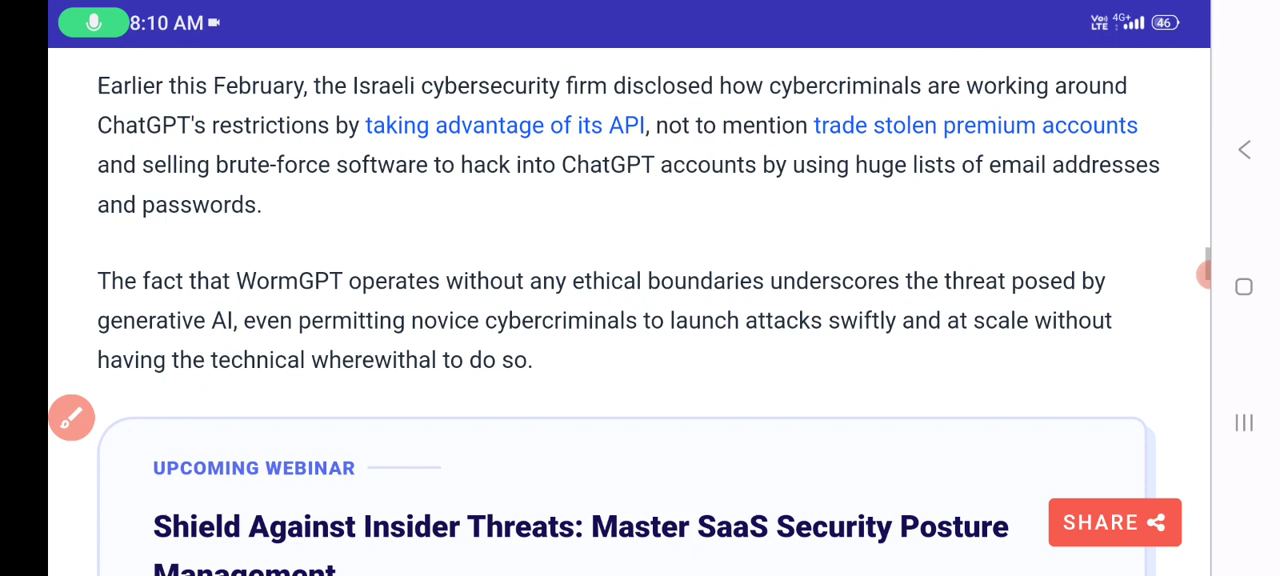 8:10 AM
Vo) 4G+ 46
LTE
Earlier this February, the Israeli cybersecurity firm disclosed how cybercriminals are working around
ChatGPT's restrictions by taking advantage of its API, not to mention trade stolen premium accounts
and selling brute-force software to hack into ChatGPT accounts by using huge lists of email addresses
and passwords.
The fact that WormGPT operates without any ethical boundaries underscores the threat posed by
generative AI, even permitting novice cybercriminals to launch attacks swiftly and at scale without
having the technical wherewithal to do so.
UPCOMING WEBINAR
Shield Against Insider Threats: Master SaaS Security Posture
SHARE
Management